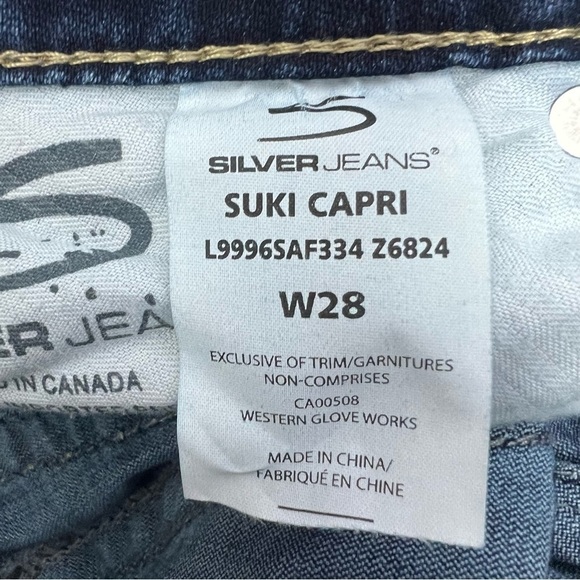 SILVER JEANS®
SUKI CAPRI
L9996SAF334 Z6824
W28
EXCLUSIVE OF TRIM/GARNITURES
NON-COMPRISES
CA00508
WESTERN GLOVE WORKS
MADE IN CHINA/
FABRIQUÉ EN CHINE
ER JEA
IN CANADA